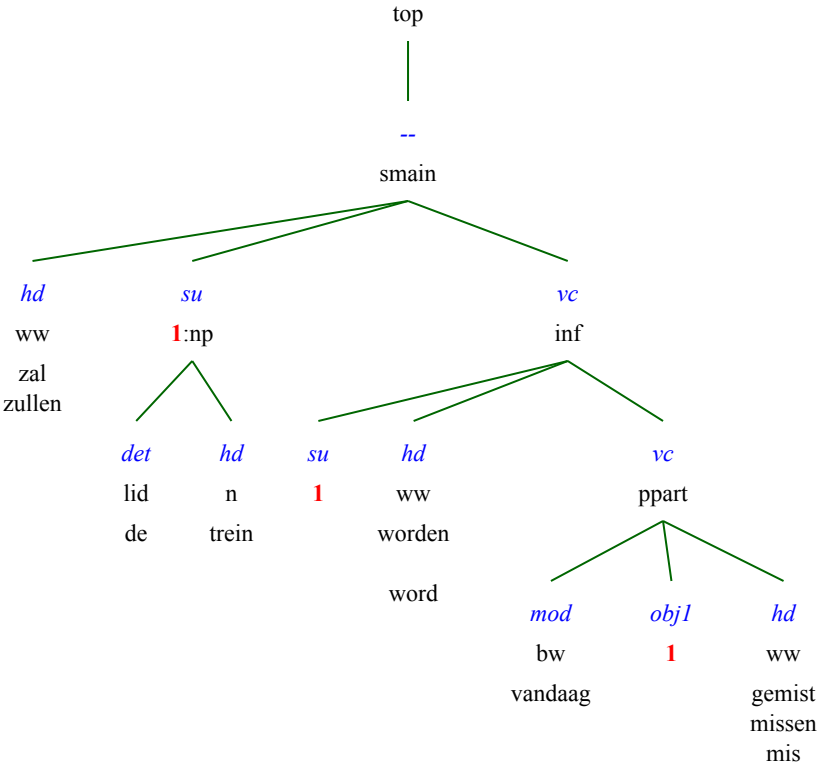 top
--
smain
hd su vc
ww 1:np inf
zal
zullen
det hd su hd vc
lid n 1 ww ppart
de trein worden
word
mod obj1 hd
bw 1 ww
vandaag gemist
missen
mis